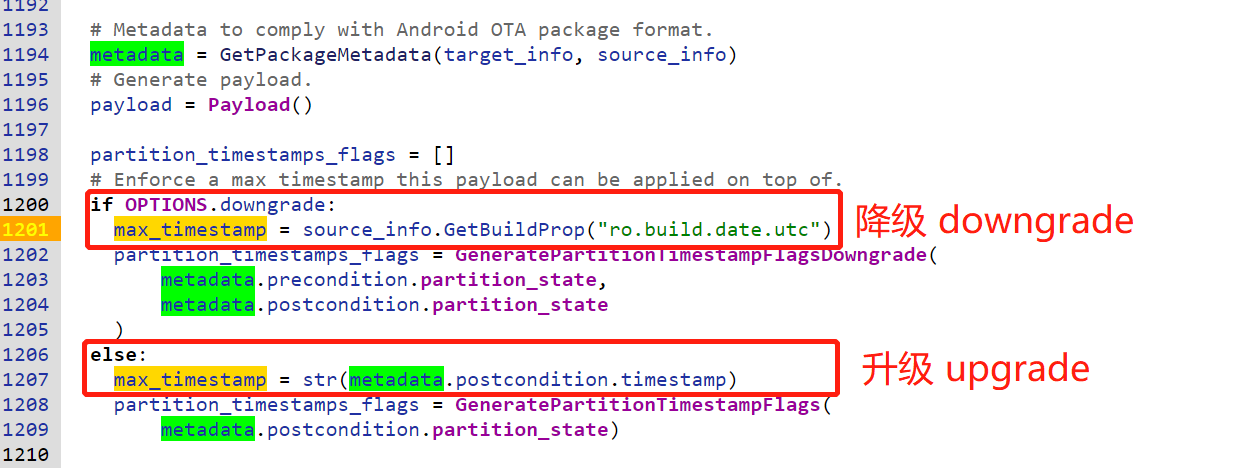 1192
1193 # Metadata to comply with Android OTA package format.
1194 metadata = GetPackageMetadata(target_info, source_info)
1195 # Generate payload.
1196 payload = Payload()
1197
1198 partition_timestamps_flags = []
1199 # Enforce a max timestamp this payload can be applied on top of.
1200 if OPTIONS.downgrade:
1201 max_timestamp = source_info.GetBuildProp("ro.build.date.utc") 降级 downgrade
1202 partition_timestamps_flags = GeneratePartitionTimestampFlagsDowngrade(
1203 metadata.precondition.partition_state,
1204 metadata.postcondition.partition_state
1205 )
1206 else:
1207 max_timestamp = str(metadata.postcondition.timestamp) 升级 upgrade
1208 partition_timestamps_flags = GeneratePartitionTimestampFlags(
1209 metadata.postcondition.partition_state)
1210